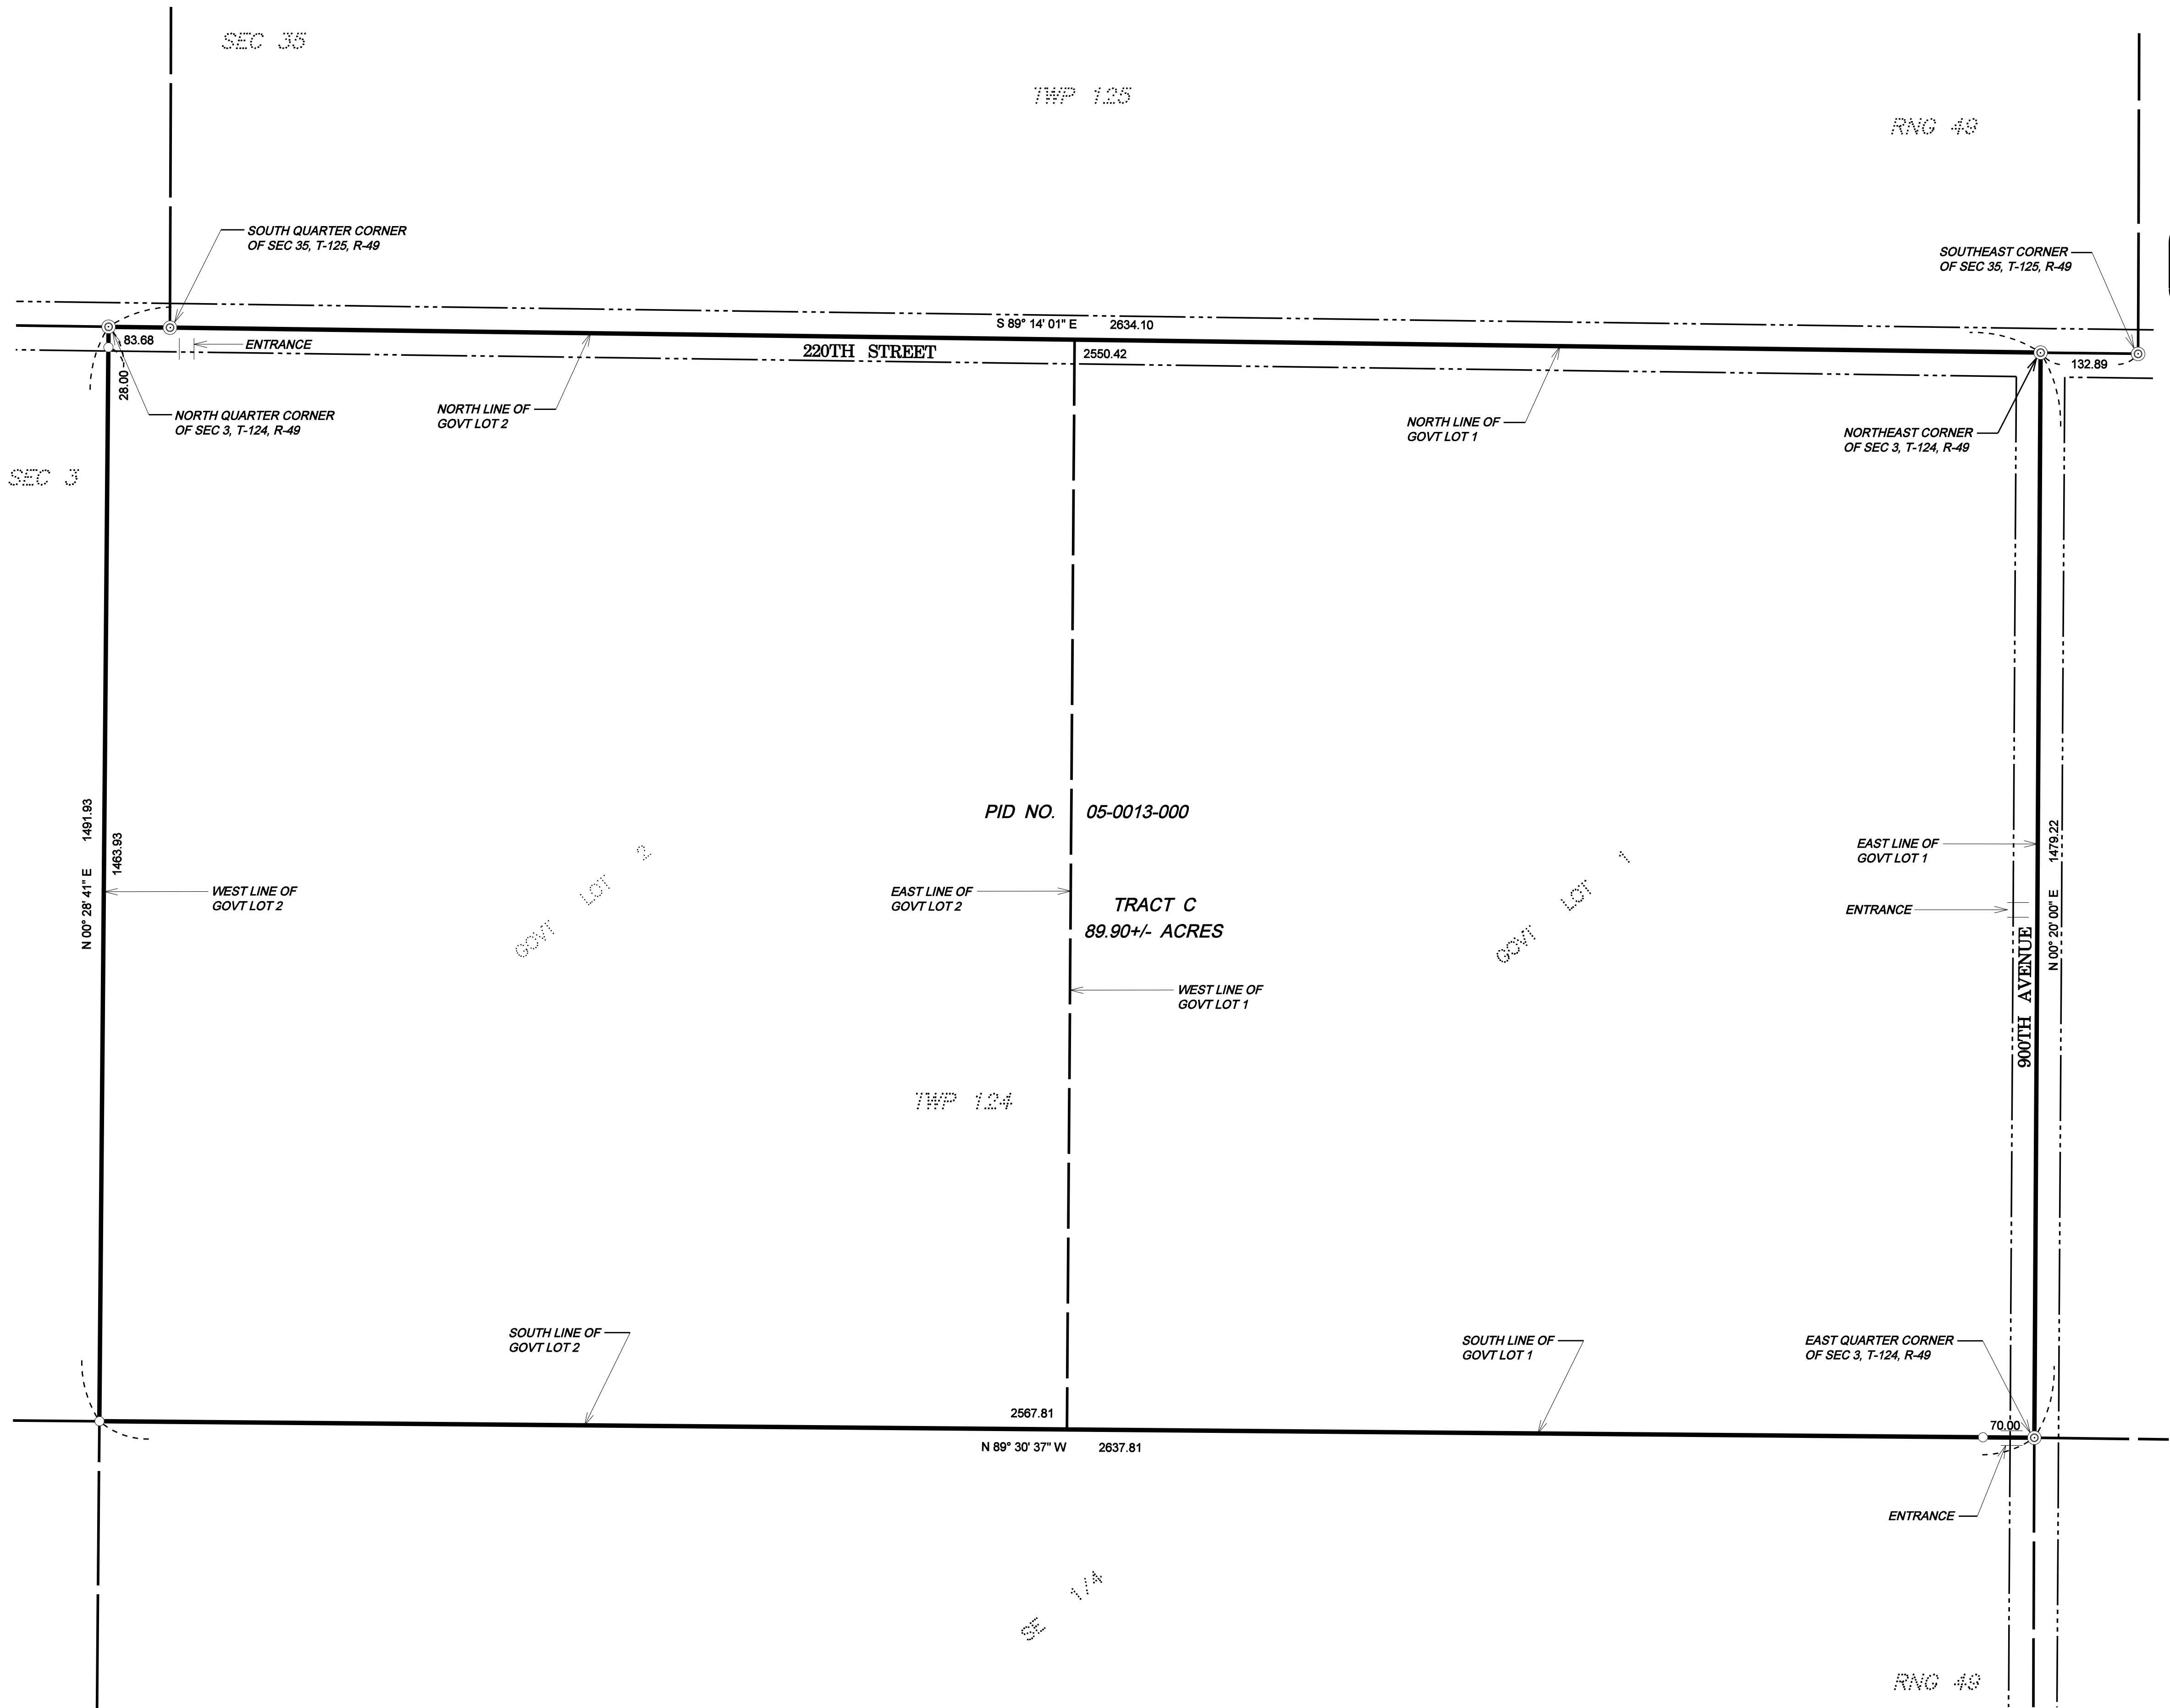 SEC 35
TWP 125
RNG 49
SOUTH QUARTER CORNER
OF SEC 35, T-125, R-49
SOUTHEAST CORNER
OF SEC 35, T-125, R-49
S 89° 14' 01" E 2634.10
83.68
ENTRANCE
220TH STREET
2550.42
132.89
28.00
NORTH QUARTER CORNER
OF SEC 3, T-124, R-49
NORTH LINE OF
GOVT LOT 2
NORTH LINE OF
GOVT LOT 1
NORTHEAST CORNER
OF SEC 3, T-124, R-49
SEC 3
PID NO. 05-0013-000
N 00° 28' 41" E 1491.93
1463.93
WEST LINE OF
GOVT LOT 2
GOVT LOT 2
EAST LINE OF
GOVT LOT 2
TRACT C
89.90+/- ACRES
GOVT LOT 1
EAST LINE OF
GOVT LOT 1
ENTRANCE
900TH AVENUE
N 00° 20' 00" E 1479.22
WEST LINE OF
GOVT LOT 1
TWP 124
SOUTH LINE OF
GOVT LOT 2
SOUTH LINE OF
GOVT LOT 1
EAST QUARTER CORNER
OF SEC 3, T-124, R-49
2567.81
70.00
N 89° 30' 37" W 2637.81
ENTRANCE
SE 1/4
RNG 49